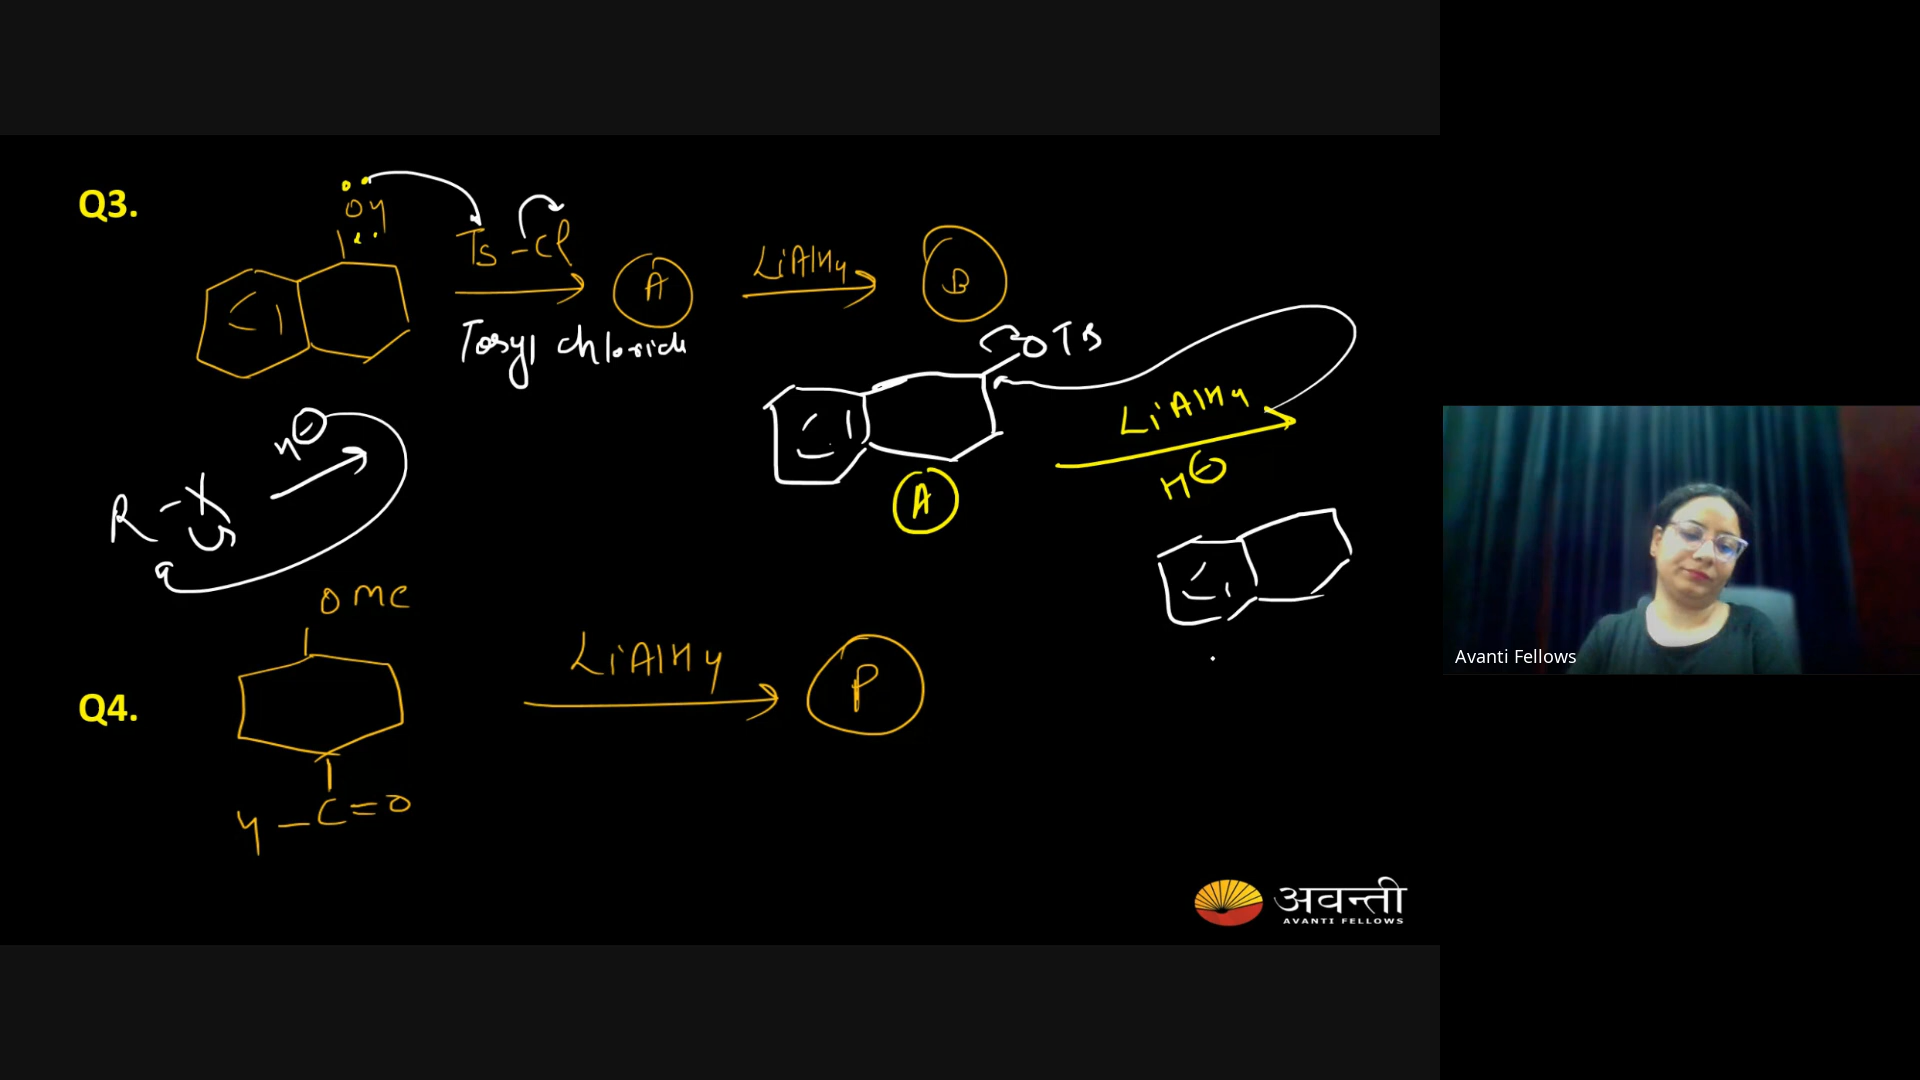 Q3.
OH
Ts-Cl
A
LiAlH4
B
Tosyl chloride
OTs
H⊖
LiAlH4
H⊖
A
R-X
OMe
LiAlH4
P
Q4.
H-C=O
Avanti Fellows
अवन्ती
AVANTI FELLOWS